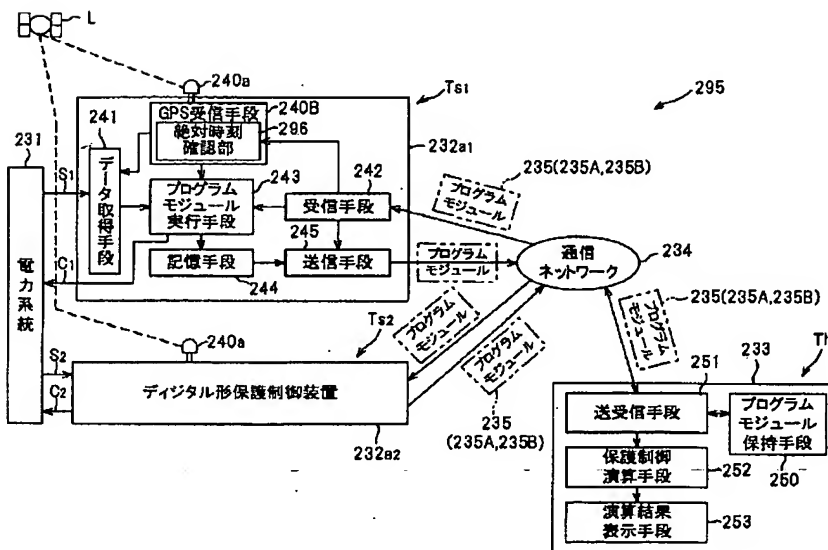 L
240a
Ts1
295
GPS受信手段
240B
絶対時刻
確認部
296
241
データ取得手段
231
電力系統
S1
C1
232a1
プログラム
モジュール
実行手段
243
242
受信手段
245
記憶手段
244
送信手段
235(235A,235B)
プログラム
モジュール
プログラム
モジュール
通信
ネットワーク
234
235(235A,235B)
プログラム
モジュール
240a
Ts2
プログラム
モジュール
プログラム
モジュール
235
(235A,235B)
S2
C2
ディジタル形保護制御装置
232a2
Th
233
251
送受信手段
プログラム
モジュール
保持手段
250
保護制御
演算手段
252
演算結果
表示手段
253